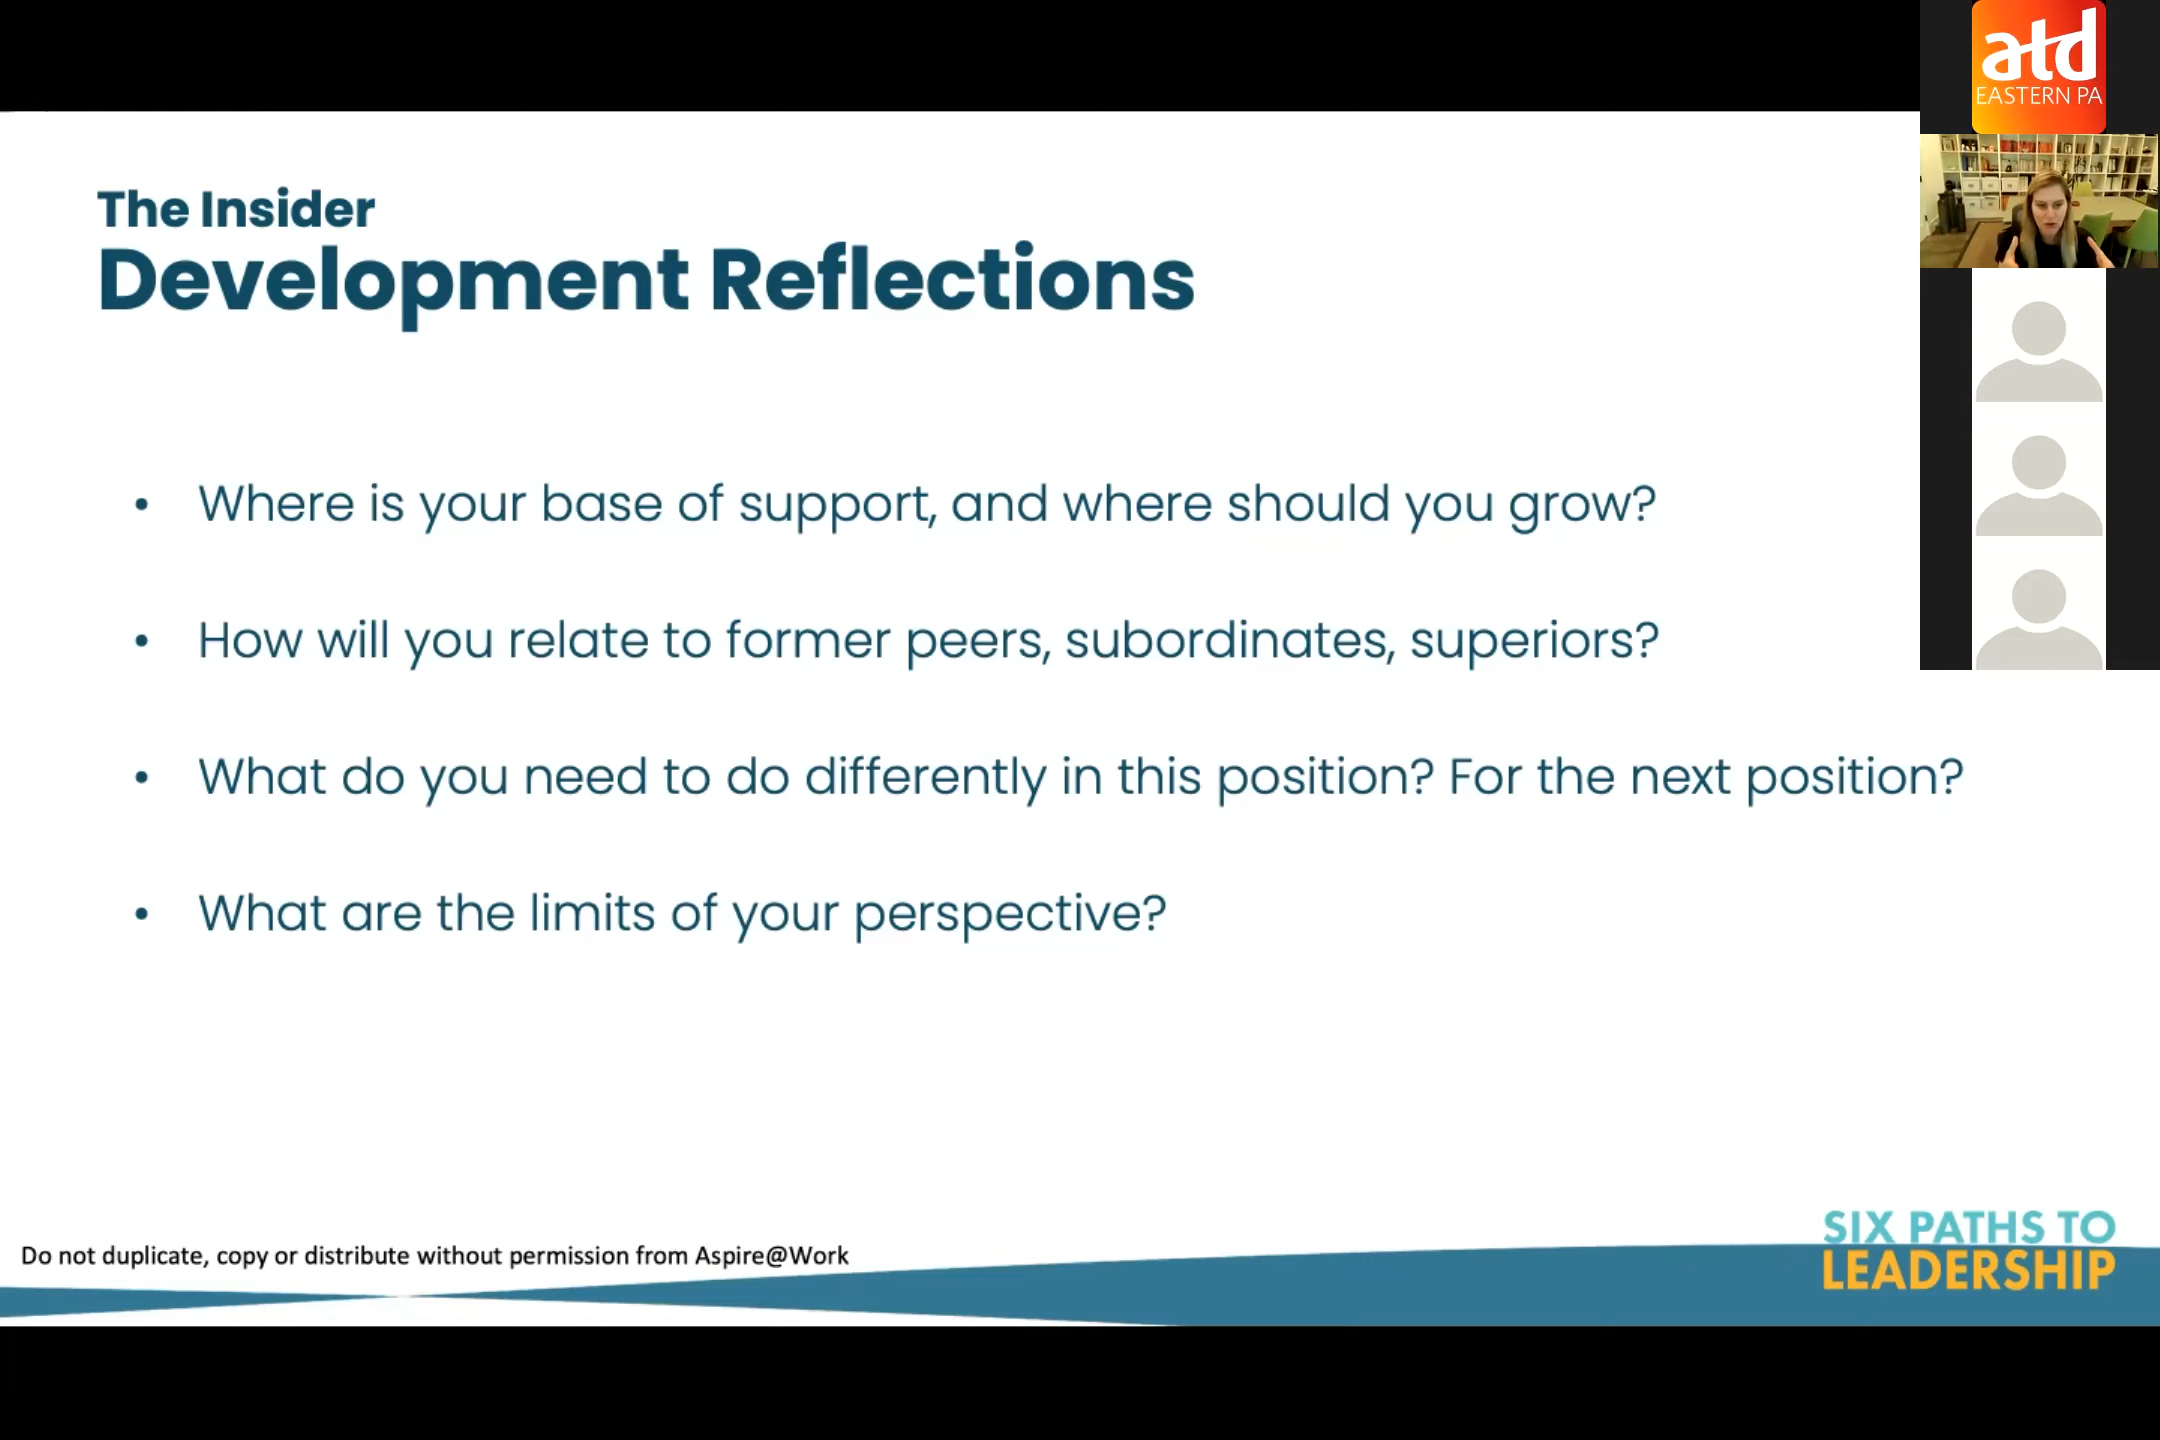 atd
EASTERN PA
The Insider
Development Reflections
• Where is your base of support, and where should you grow?
• How will you relate to former peers, subordinates, superiors?
• What do you need to do differently in this position? For the next position?
• What are the limits of your perspective?
Do not duplicate, copy or distribute without permission from Aspire@Work
SIX PATHS TO
LEADERSHIP